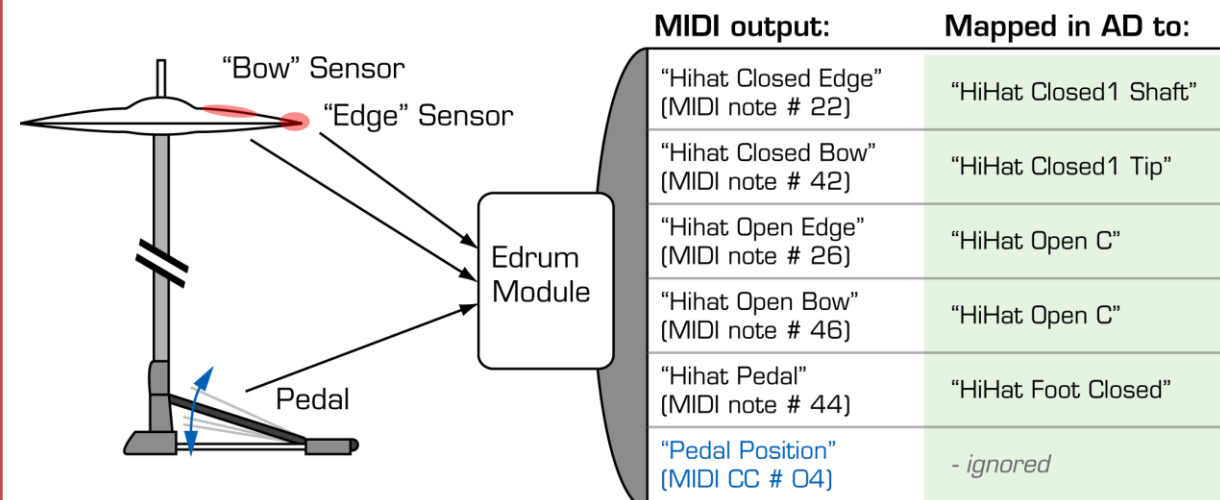 MIDI output:
Mapped in AD to:
“Bow” Sensor
“Edge” Sensor
Pedal
Edrum
Module
“Hihat Closed Edge”
(MIDI note # 22)
“HiHat Closed1 Shaft”
“Hihat Closed Bow”
(MIDI note # 42)
“HiHat Closed1 Tip”
“Hihat Open Edge”
(MIDI note # 26)
“HiHat Open C”
“Hihat Open Bow”
(MIDI note # 46)
“HiHat Open C”
“Hihat Pedal”
(MIDI note # 44)
“HiHat Foot Closed”
“Pedal Position”
(MIDI CC # 04)
- ignored